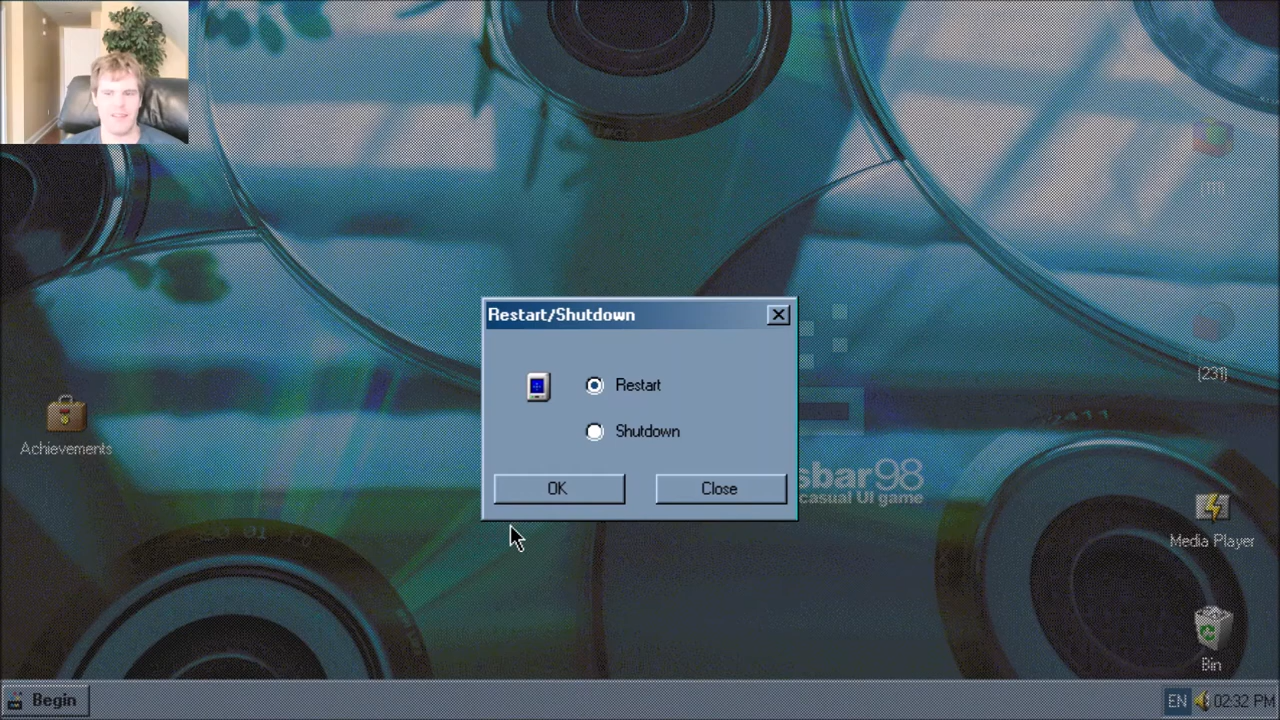 Restart/Shutdown
Restart
Shutdown
OK
Close
(231)
Achievements
sbar98
casual UI game
Media Player
Bin
Begin
EN
02:32 PM